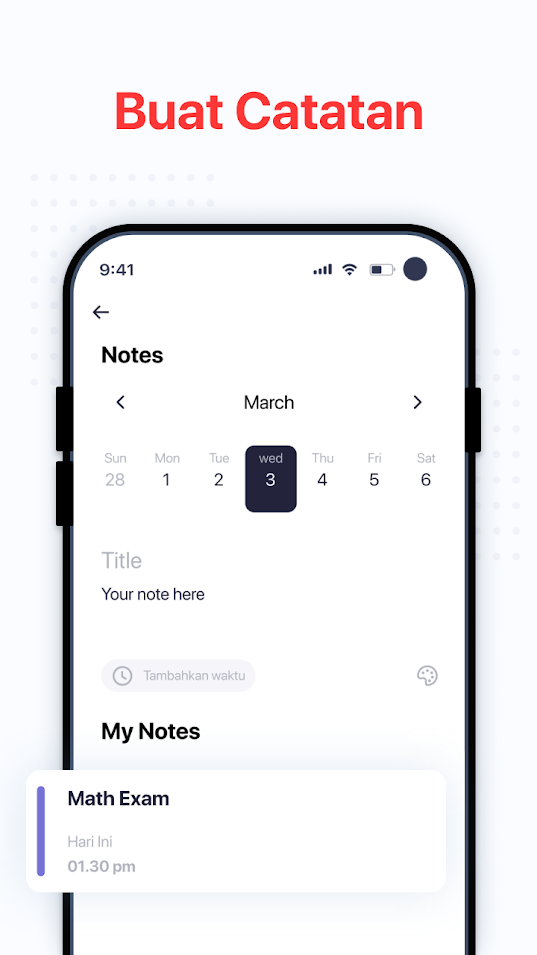 Buat Catatan
9:41
Notes
March
Sun Mon Tue wed Thu Fri Sat
28 1 2 3 4 5 6
Title
Your note here
Tambahkan waktu
My Notes
Math Exam
Hari Ini
01.30 pm